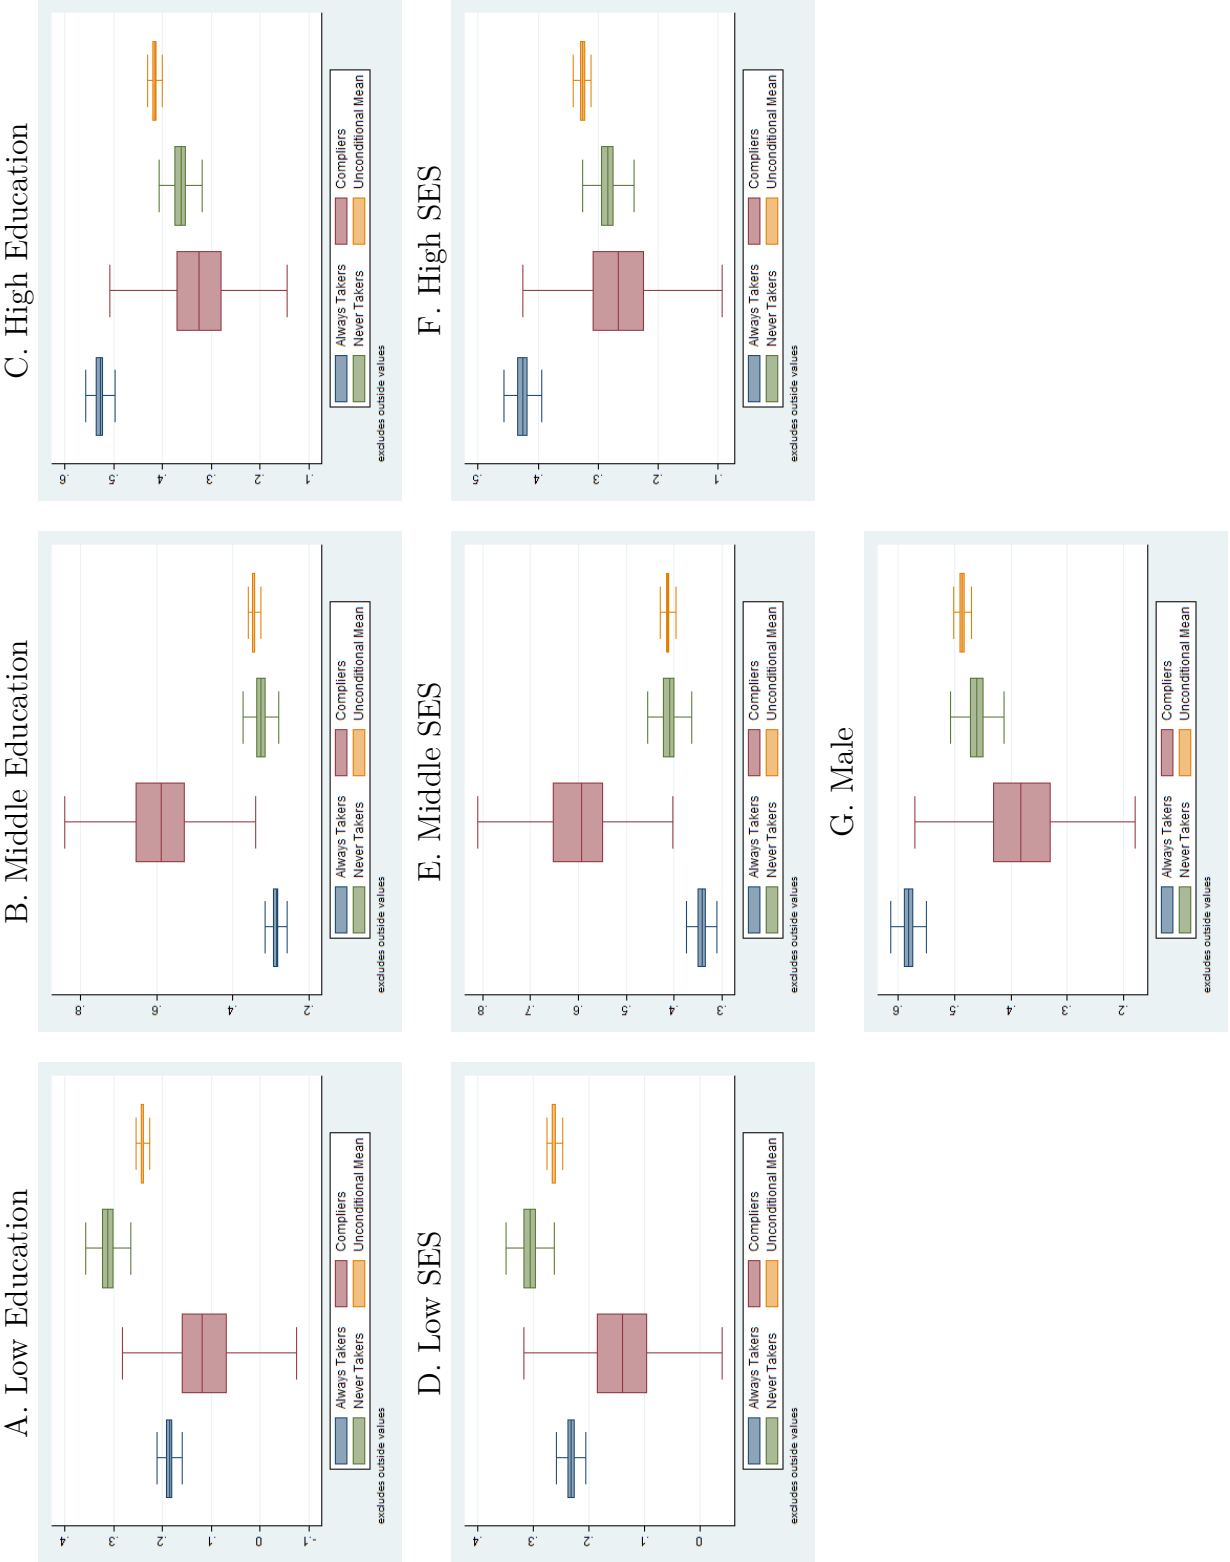 A. Low Education
.4
.3
.2
.1
0
-.1
Always Takers Compliers
Never Takers Unconditional Mean
excludes outside values
B. Middle Education
.8
.6
.4
.2
Always Takers Compliers
Never Takers Unconditional Mean
excludes outside values
C. High Education
.6
.5
.4
.3
.2
.1
Always Takers Compliers
Never Takers Unconditional Mean
excludes outside values
D. Low SES
.4
.3
.2
.1
0
Always Takers Compliers
Never Takers Unconditional Mean
excludes outside values
E. Middle SES
.8
.7
.6
.5
.4
.3
Always Takers Compliers
Never Takers Unconditional Mean
excludes outside values
F. High SES
.5
.4
.3
.2
.1
Always Takers Compliers
Never Takers Unconditional Mean
excludes outside values
G. Male
.6
.5
.4
.3
.2
Always Takers Compliers
Never Takers Unconditional Mean
excludes outside values